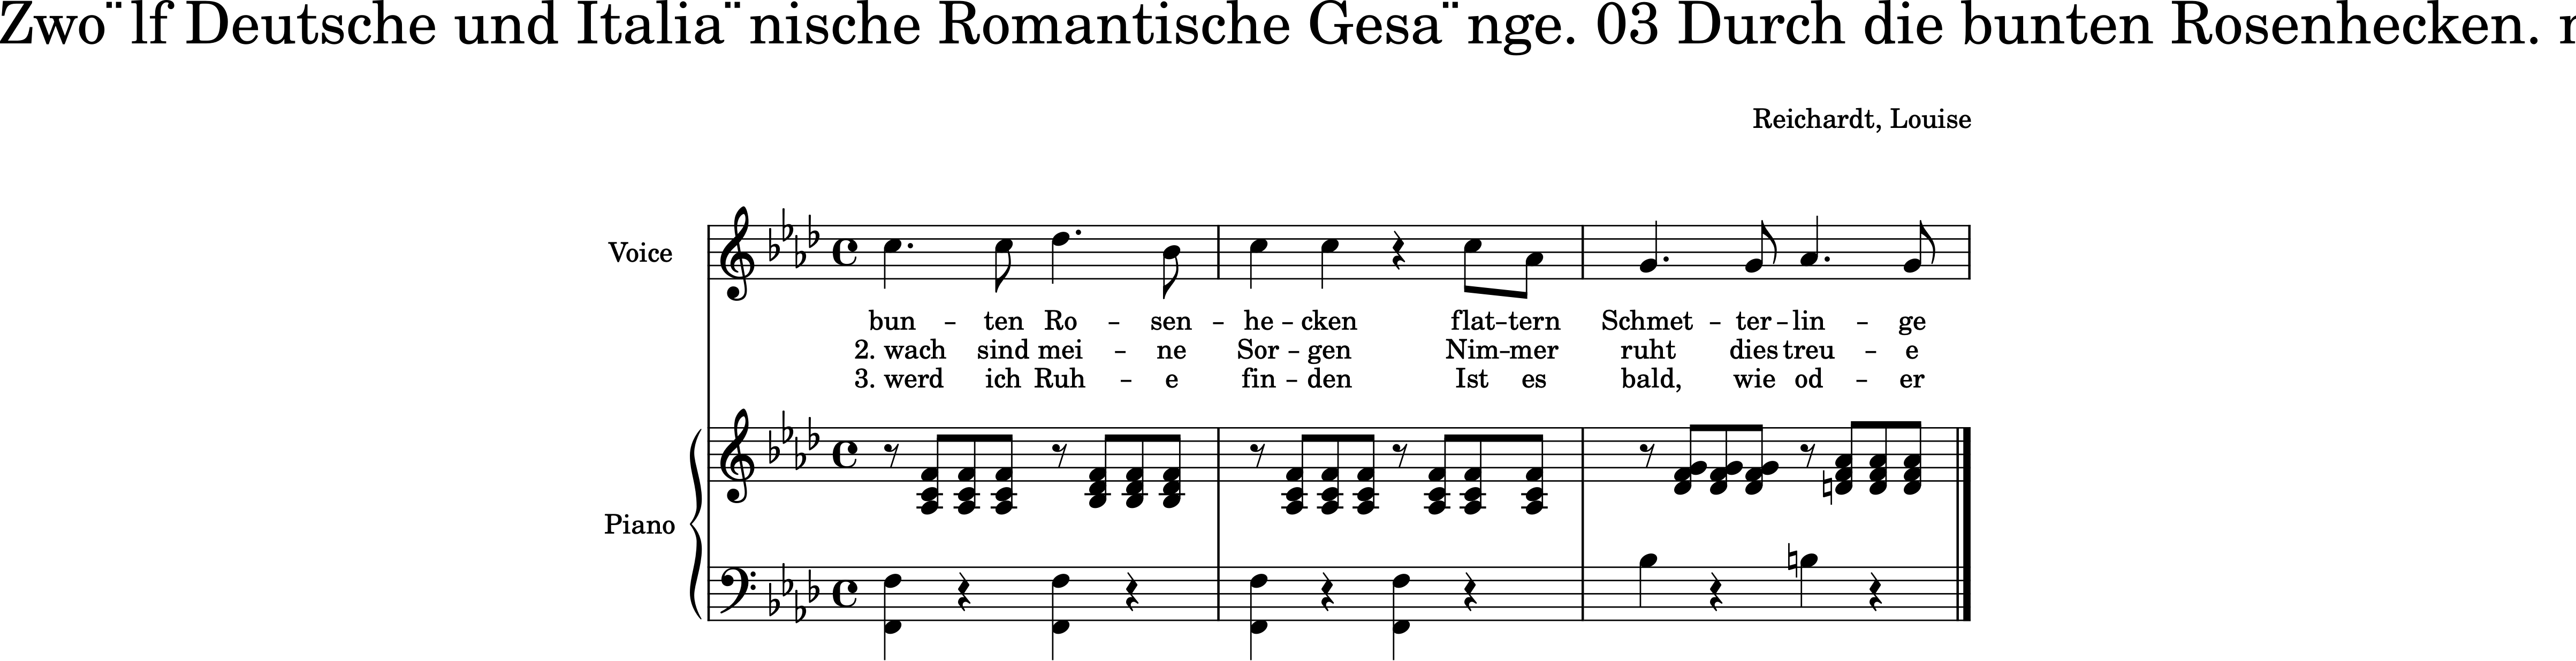 Zwo¨lf Deutsche und Italia¨nische Romantische Gesa¨nge. 03 Durch die bunten Rosenhecken.
Reichardt, Louise
Voice
bun – ten Ro – sen – he – cken flat – tern Schmet – ter – lin – ge
2. wach sind mei – ne Sor – gen Nim – mer ruht dies treu – e
3. werd ich Ruh – e fin – den Ist es bald, wie od – er
Piano